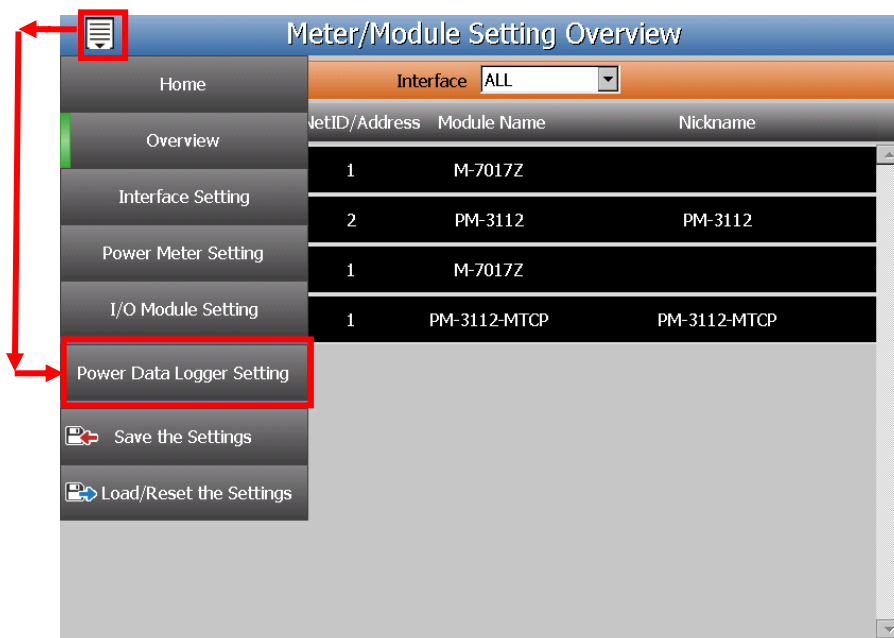 Meter/Module Setting Overview
Home
Interface ALL
NetID/Address Module Name Nickname
Overview
1 M-7017Z
Interface Setting
2 PM-3112 PM-3112
Power Meter Setting
1 M-7017Z
I/O Module Setting
1 PM-3112-MTCP PM-3112-MTCP
Power Data Logger Setting
Save the Settings
Load/Reset the Settings